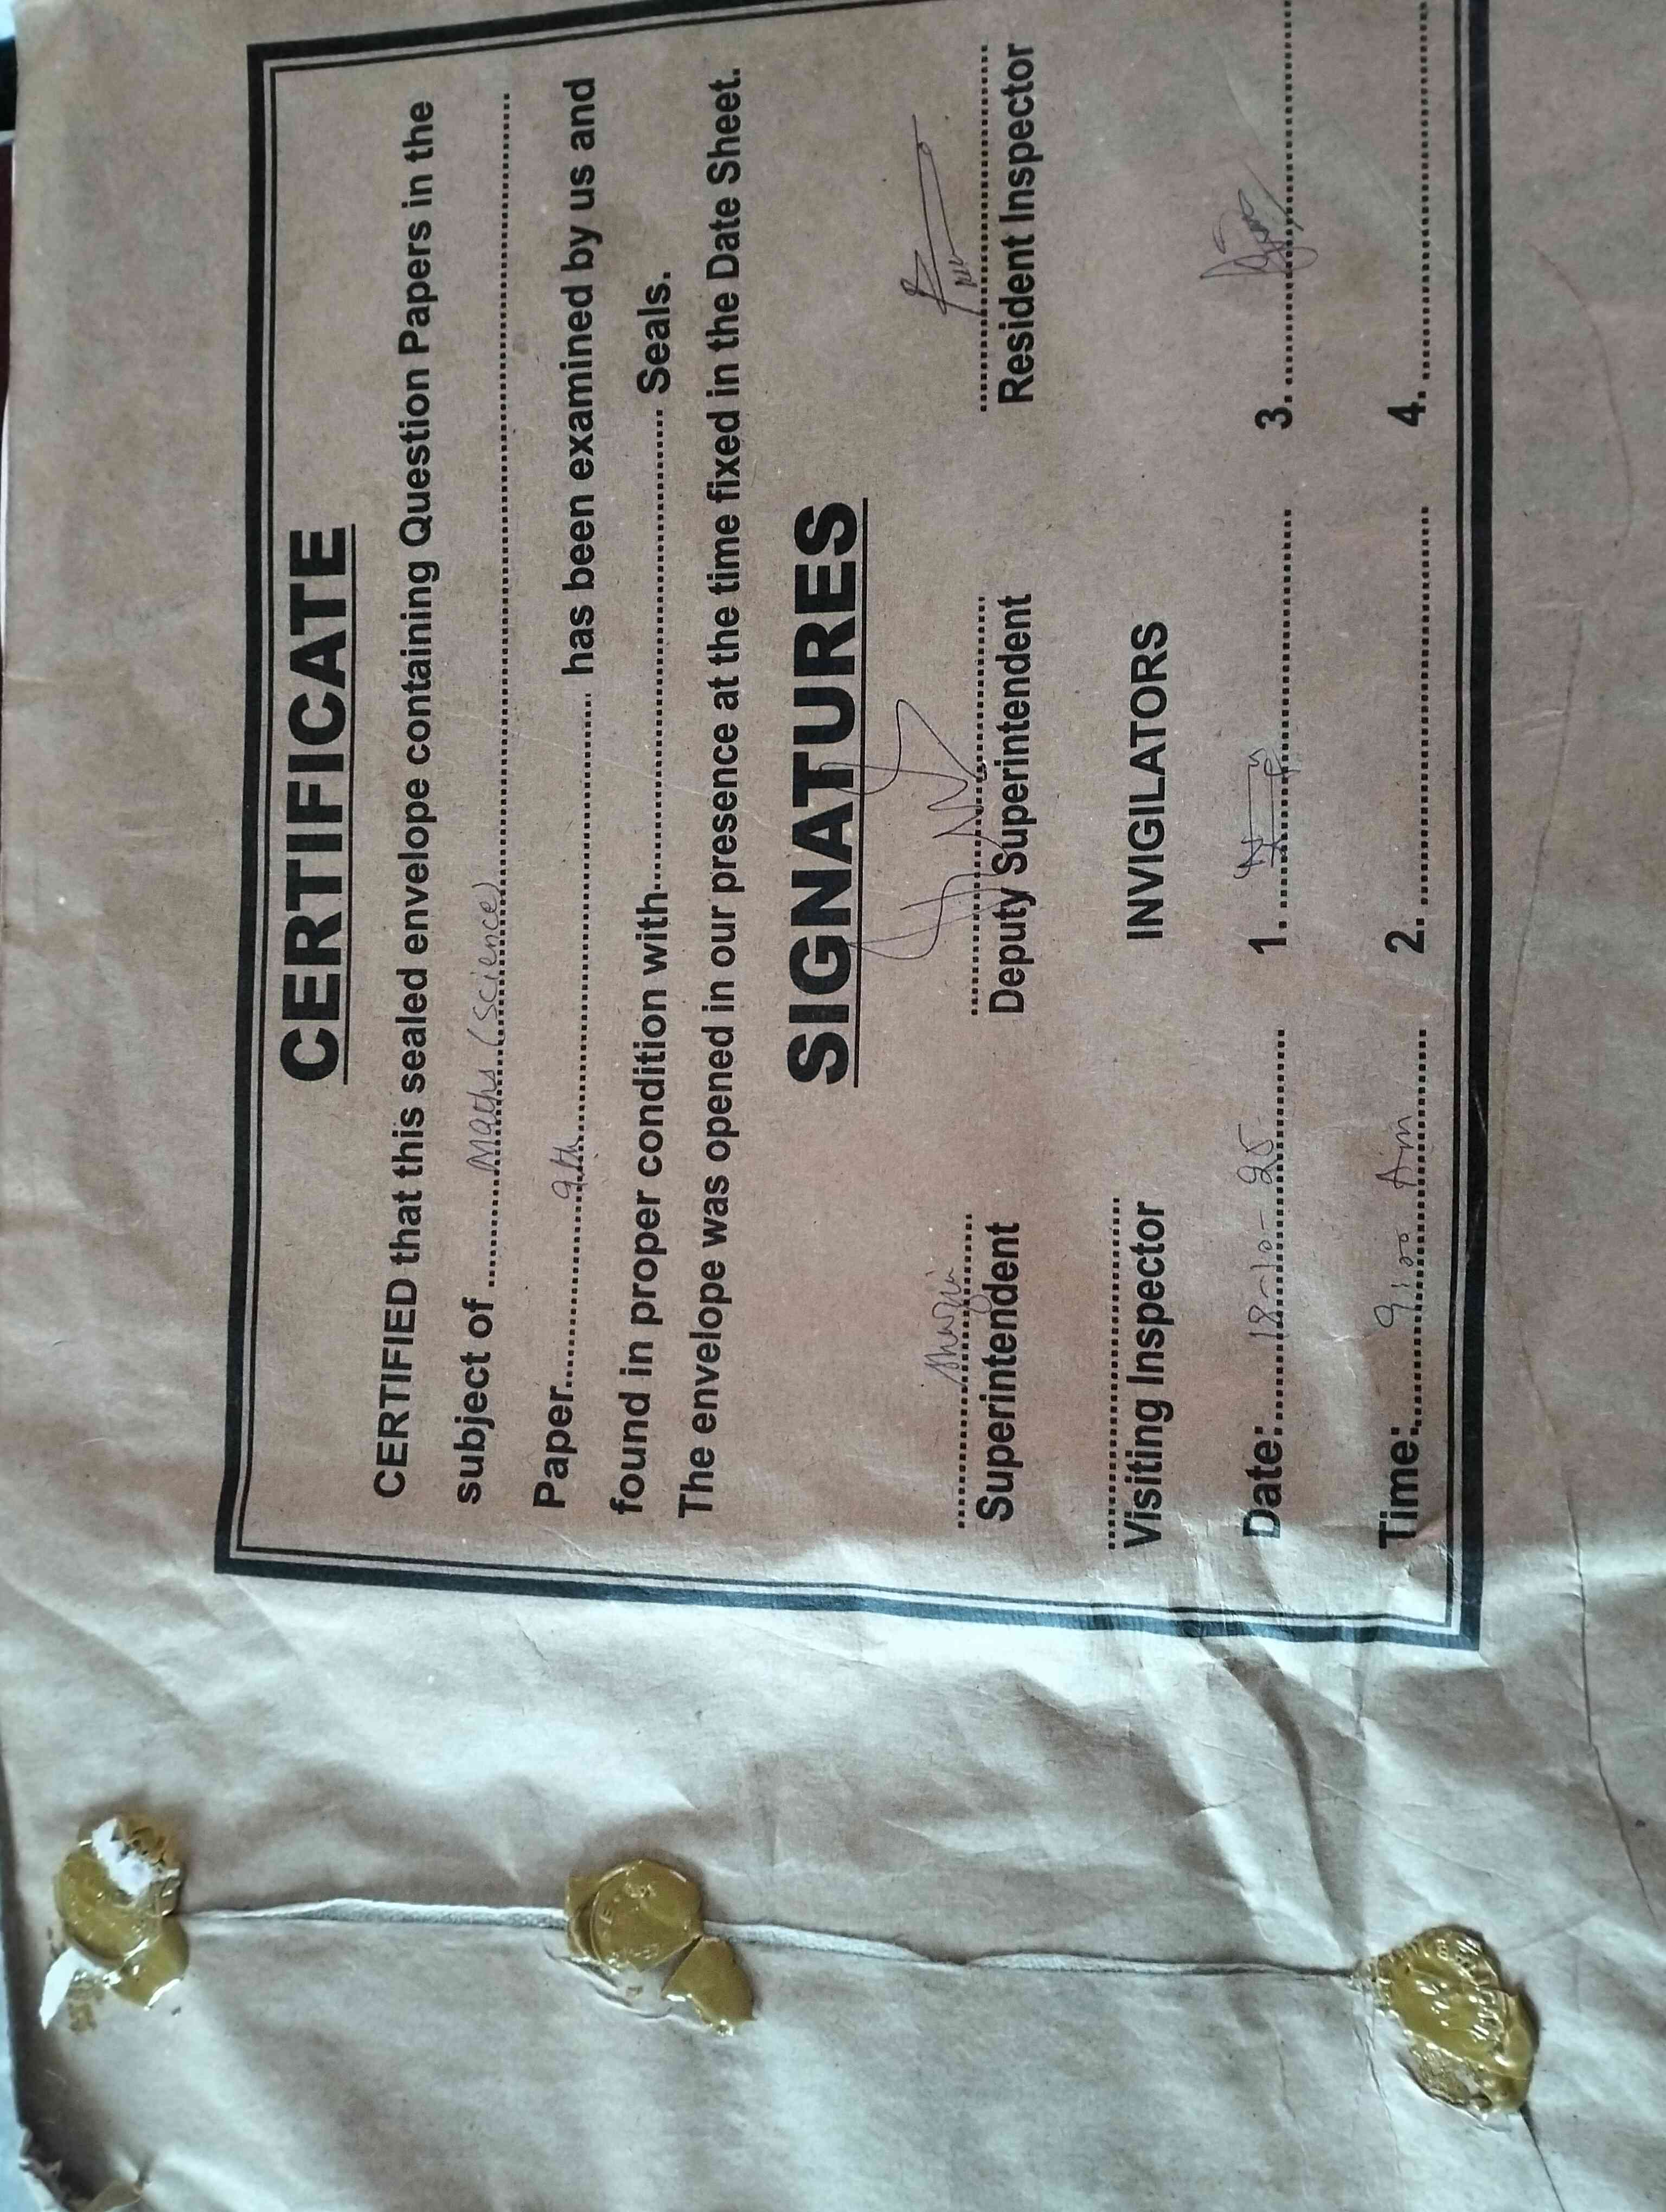 CERTIFICATE
CERTIFIED that this sealed envelope containing Question Papers in the
subject of ........ Maths (Science) ........
Paper ........ 9th ........ has been examined by us and
found in proper condition with ........ Seals.
The envelope was opened in our presence at the time fixed in the Date Sheet.
SIGNATURES
Superintendent Deputy Superintendent Resident Inspector
Visiting Inspector INVIGILATORS
Date: 18-10-25 1. 3.
Time: 9:00 Am 2. 4.